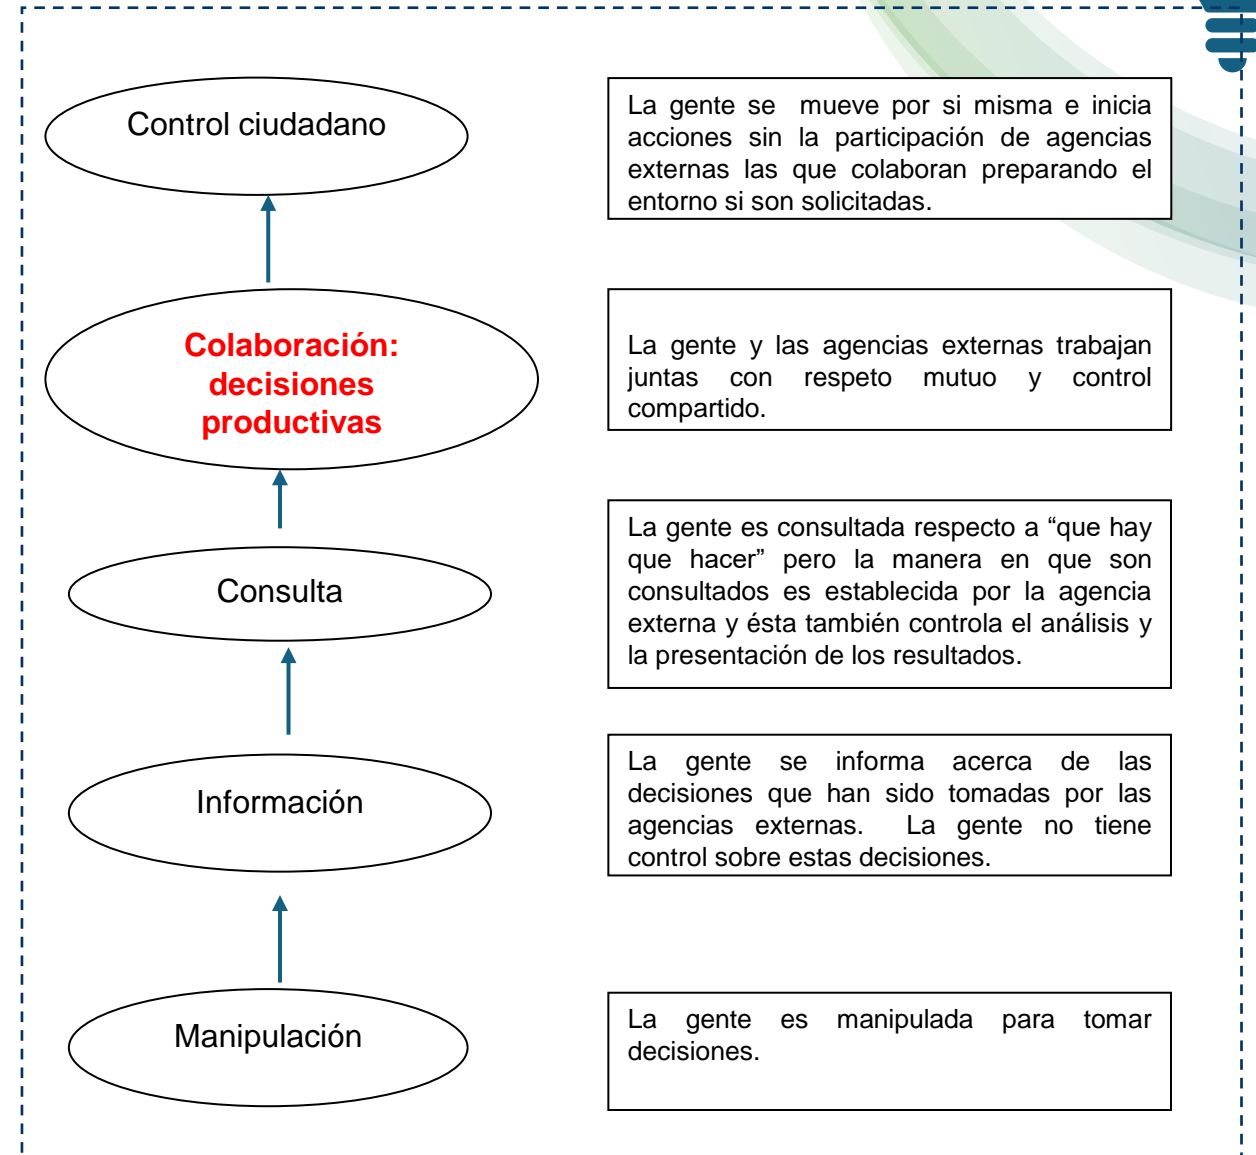 Control ciudadano
La gente se mueve por si misma e inicia
acciones sin la participación de agencias
externas las que colaboran preparando el
entorno si son solicitadas.
Colaboración:
decisiones
productivas
La gente y las agencias externas trabajan
juntas con respeto mutuo y control
compartido.
Consulta
La gente es consultada respecto a “que hay
que hacer” pero la manera en que son
consultados es establecida por la agencia
externa y ésta también controla el análisis y
la presentación de los resultados.
Información
La gente se informa acerca de las
decisiones que han sido tomadas por las
agencias externas. La gente no tiene
control sobre estas decisiones.
Manipulación
La gente es manipulada para tomar
decisiones.